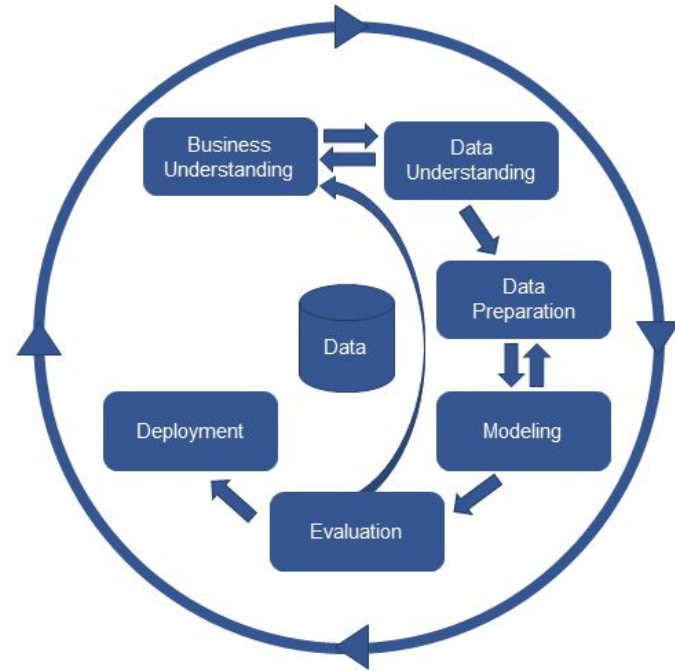 Business
Understanding
Data
Understanding
Data
Preparation
Data
Deployment
Modeling
Evaluation